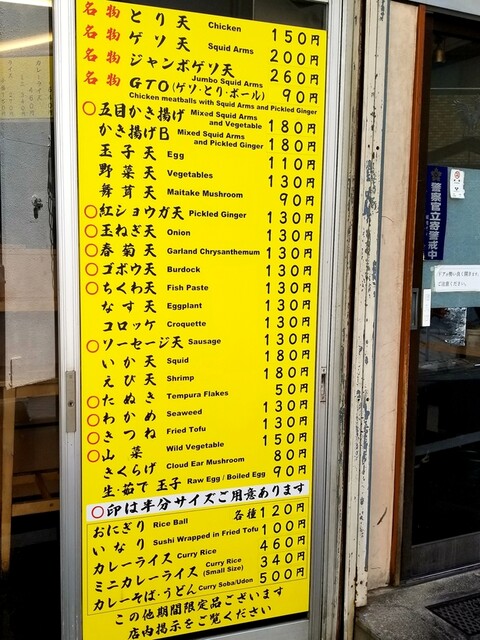 名物 とり天 Chicken 150円
名物 ゲソ天 Squid Arms 200円
名物 ジャンボゲソ天 Jumbo Squid Arms 260円
名物 GTO(ゲソ・とり・ボール) 90円
Chicken meatballs with Squid Arms and Pickled Ginger
○五目かき揚げ Mixed Squid Arms and Vegetable 180円
かき揚げB Mixed Squid Arms and Pickled Ginger 180円
玉子天 Egg 110円
野菜天 Vegetables 130円
舞茸天 Maitake Mushroom 90円
○紅ショウガ天 Pickled Ginger 130円
○玉ねぎ天 Onion 130円
○春菊天 Garland Chrysanthemum 130円
○ゴボウ天 Burdock 130円
○ちくわ天 Fish Paste 130円
なす天 Eggplant 130円
コロッケ Croquette 130円
○ソーセージ天 Sausage 130円
いか天 Squid 180円
えび天 Shrimp 180円
○たぬき Tempura Flakes 50円
○わかめ Seaweed 130円
○きつね Fried Tofu 130円
○山菜 Wild Vegetable 150円
きくらげ Cloud Ear Mushroom 80円
生・茹で玉子 Raw Egg / Boiled Egg 90円
○印は半分サイズご用意あります
おにぎり Rice Ball 各種120円
いなり Sushi Wrapped in Fried Tofu 100円
カレーライス Curry Rice 460円
ミニカレーライス Curry Rice (Small Size) 340円
カレーそば・うどん Curry Soba/Uden 500円
この他期間限定品ございます
店内掲示をご覧ください
警察官立寄警戒中